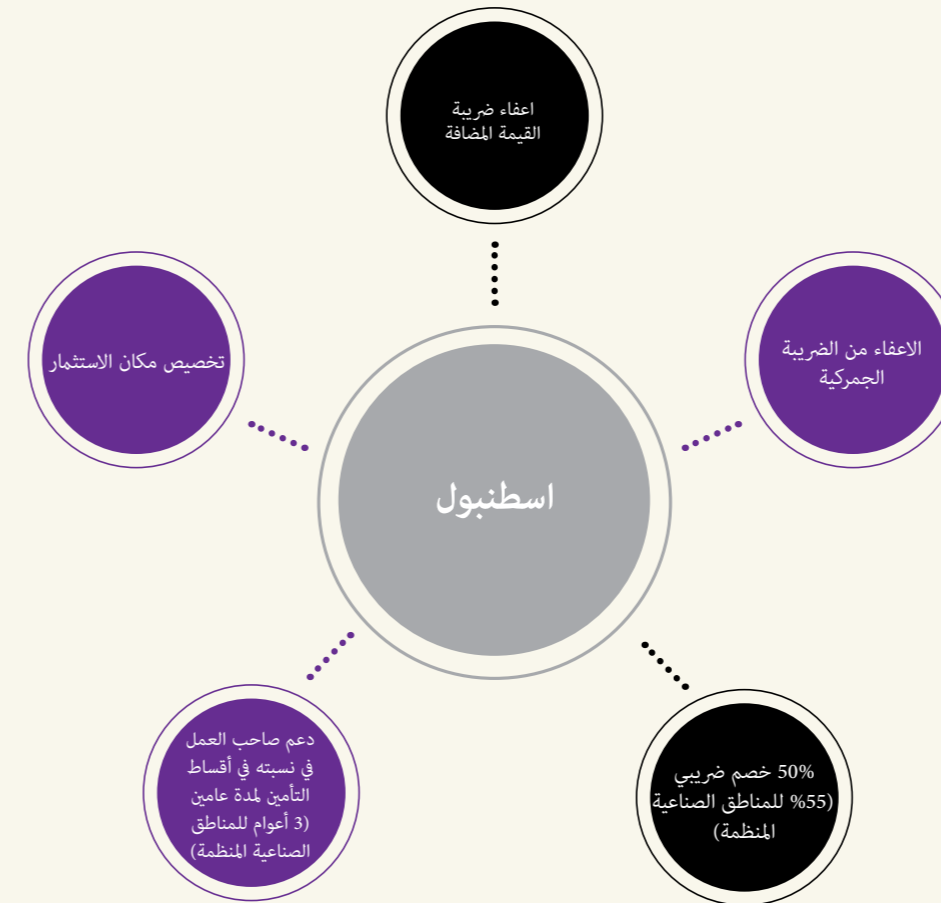 اعفاء ضريبة
القيمة المضافة
الاعفاء من الضريبة
الجمركية
تخصيص مكان الاستثمار
اسطنبول
50% خصم ضريبي
(55% للمناطق الصناعية
المنظمة)
دعم صاحب العمل
في نسبته في أقساط
التأمين لمدة عامين
(3 أعوام للمناطق
الصناعية المنظمة)